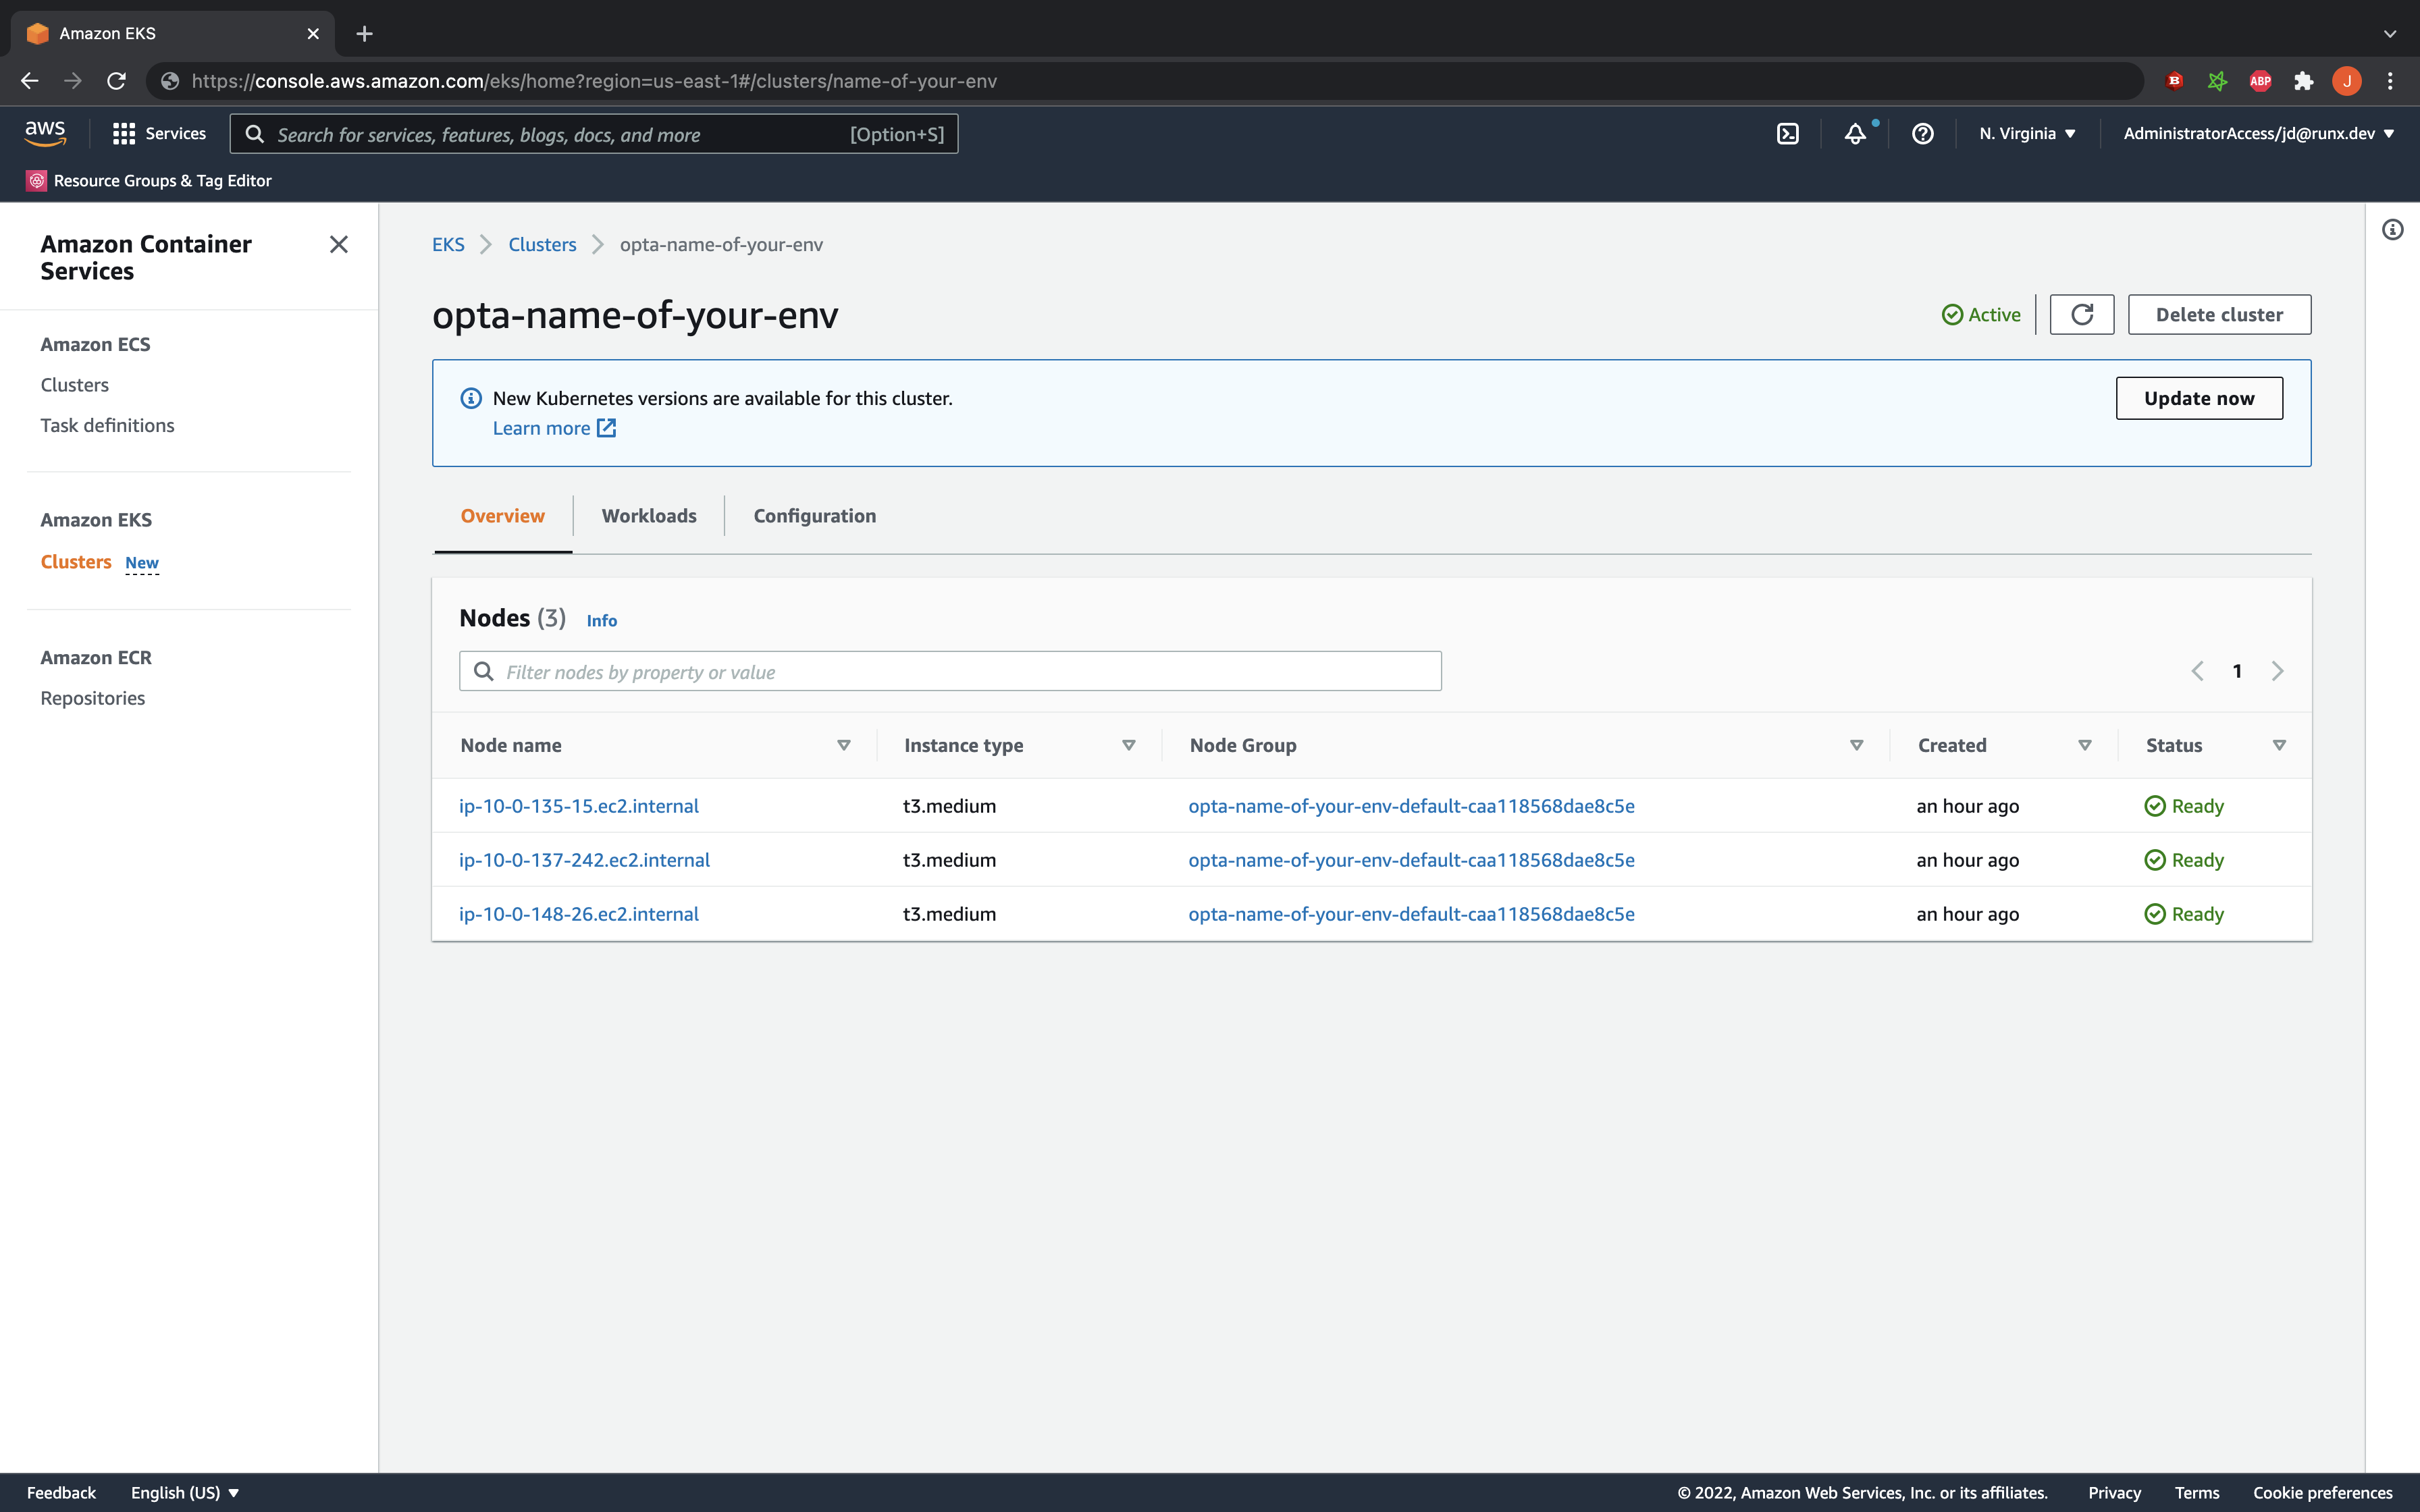 Amazon EKS
https://console.aws.amazon.com/eks/home?region=us-east-1#/clusters/name-of-your-env
ABP
J
aws
Services
Search for services, features, blogs, docs, and more
[Option+S]
N. Virginia
AdministratorAccess/jd@runx.dev
Resource Groups & Tag Editor
Amazon Container
Services
Amazon ECS
Clusters
Task definitions
Amazon EKS
Clusters New
Amazon ECR
Repositories
EKS > Clusters > opta-name-of-your-env
opta-name-of-your-env
Active
Delete cluster
New Kubernetes versions are available for this cluster.
Learn more
Update now
Overview
Workloads
Configuration
Nodes (3) Info
Filter nodes by property or value
1
Node name Instance type Node Group Created Status
ip-10-0-135-15.ec2.internal t3.medium opta-name-of-your-env-default-caa118568dae8c5e an hour ago Ready
ip-10-0-137-242.ec2.internal t3.medium opta-name-of-your-env-default-caa118568dae8c5e an hour ago Ready
ip-10-0-148-26.ec2.internal t3.medium opta-name-of-your-env-default-caa118568dae8c5e an hour ago Ready
Feedback English (US)
© 2022, Amazon Web Services, Inc. or its affiliates. Privacy Terms Cookie preferences